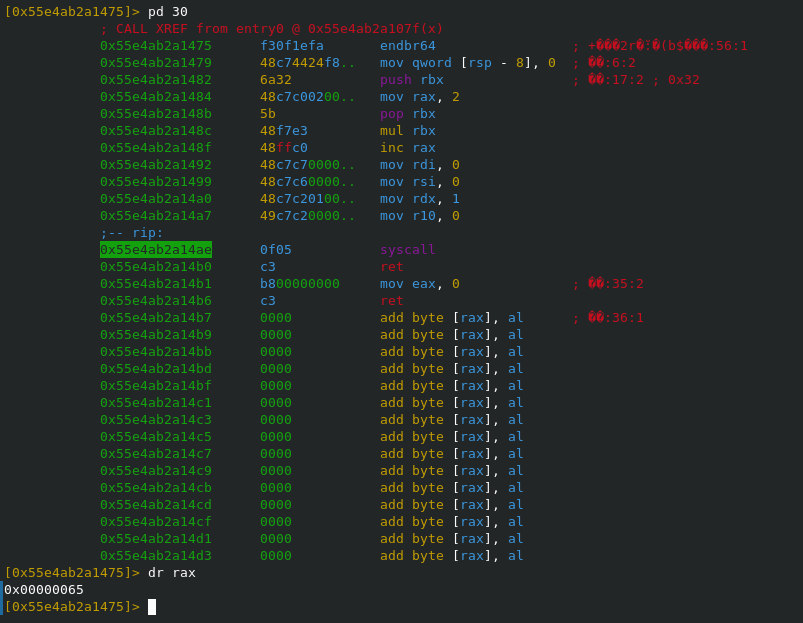 [0x55e4ab2a1475]> pd 30
; CALL XREF from entry0 @ 0x55e4ab2a107f(x)
0x55e4ab2a1475 f30f1efa endbr64 ; +���2r�:�(b$���:56:1
0x55e4ab2a1479 48c74424f8.. mov qword [rsp - 8], 0 ; ��:6:2
0x55e4ab2a1482 6a32 push rbx ; ��:17:2 ; 0x32
0x55e4ab2a1484 48c7c00200.. mov rax, 2
0x55e4ab2a148b 5b pop rbx
0x55e4ab2a148c 48f7e3 mul rbx
0x55e4ab2a148f 48ffc0 inc rax
0x55e4ab2a1492 48c7c70000.. mov rdi, 0
0x55e4ab2a1499 48c7c60000.. mov rsi, 0
0x55e4ab2a14a0 48c7c20100.. mov rdx, 1
0x55e4ab2a14a7 49c7c20000.. mov r10, 0
;-- rip:
0x55e4ab2a14ae 0f05 syscall
0x55e4ab2a14b0 c3 ret
0x55e4ab2a14b1 b800000000 mov eax, 0 ; ��:35:2
0x55e4ab2a14b6 c3 ret
0x55e4ab2a14b7 0000 add byte [rax], al ; ��:36:1
0x55e4ab2a14b9 0000 add byte [rax], al
0x55e4ab2a14bb 0000 add byte [rax], al
0x55e4ab2a14bd 0000 add byte [rax], al
0x55e4ab2a14bf 0000 add byte [rax], al
0x55e4ab2a14c1 0000 add byte [rax], al
0x55e4ab2a14c3 0000 add byte [rax], al
0x55e4ab2a14c5 0000 add byte [rax], al
0x55e4ab2a14c7 0000 add byte [rax], al
0x55e4ab2a14c9 0000 add byte [rax], al
0x55e4ab2a14cb 0000 add byte [rax], al
0x55e4ab2a14cd 0000 add byte [rax], al
0x55e4ab2a14cf 0000 add byte [rax], al
0x55e4ab2a14d1 0000 add byte [rax], al
0x55e4ab2a14d3 0000 add byte [rax], al
[0x55e4ab2a1475]> dr rax
0x00000065
[0x55e4ab2a1475]>